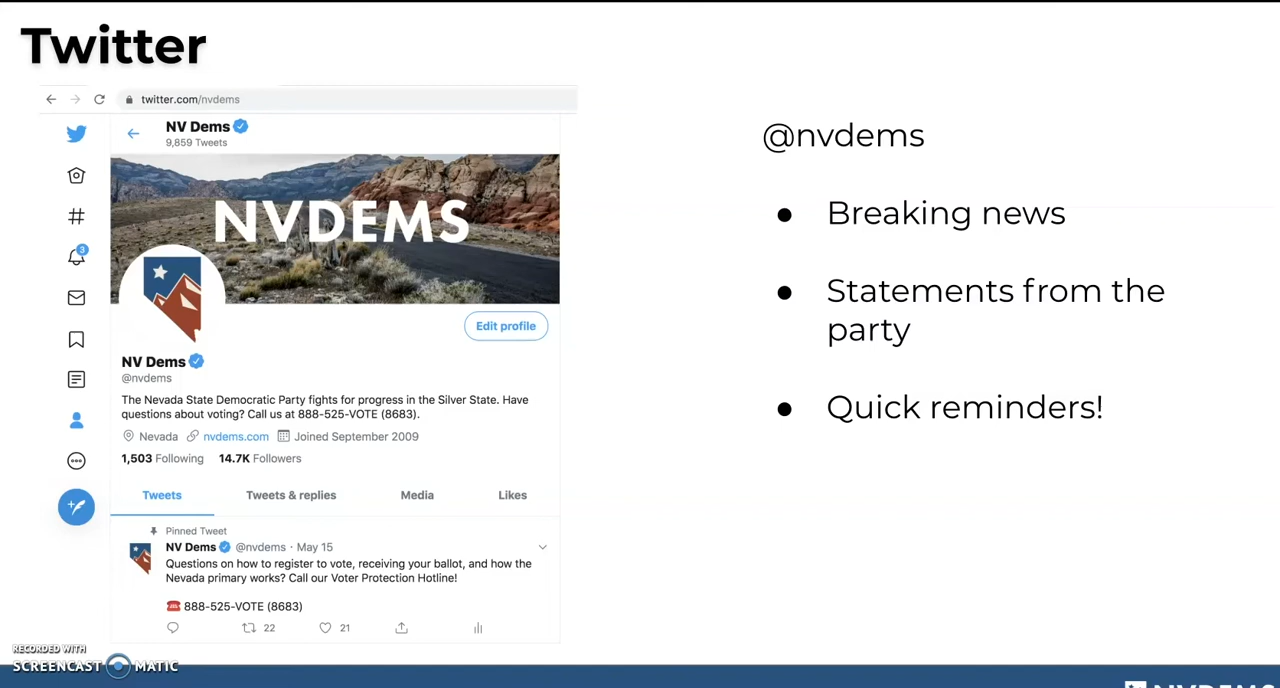 Twitter
twitter.com/nvdems
NV Dems
9,859 Tweets
NVDEMS
3
Edit profile
NV Dems
@nvdems
The Nevada State Democratic Party fights for progress in the Silver State. Have
questions about voting? Call us at 888-525-VOTE (8683).
Nevada nvdems.com Joined September 2009
1,503 Following 14.7K Followers
Tweets Tweets & replies Media Likes
Pinned Tweet
NV Dems @nvdems · May 15
Questions on how to register to vote, receiving your ballot, and how the
Nevada primary works? Call our Voter Protection Hotline!
☎️ 888-525-VOTE (8683)
22 21
@nvdems
● Breaking news
● Statements from the
party
● Quick reminders!
RECORDED WITH
SCREENCAST MATIC
NVDEMS